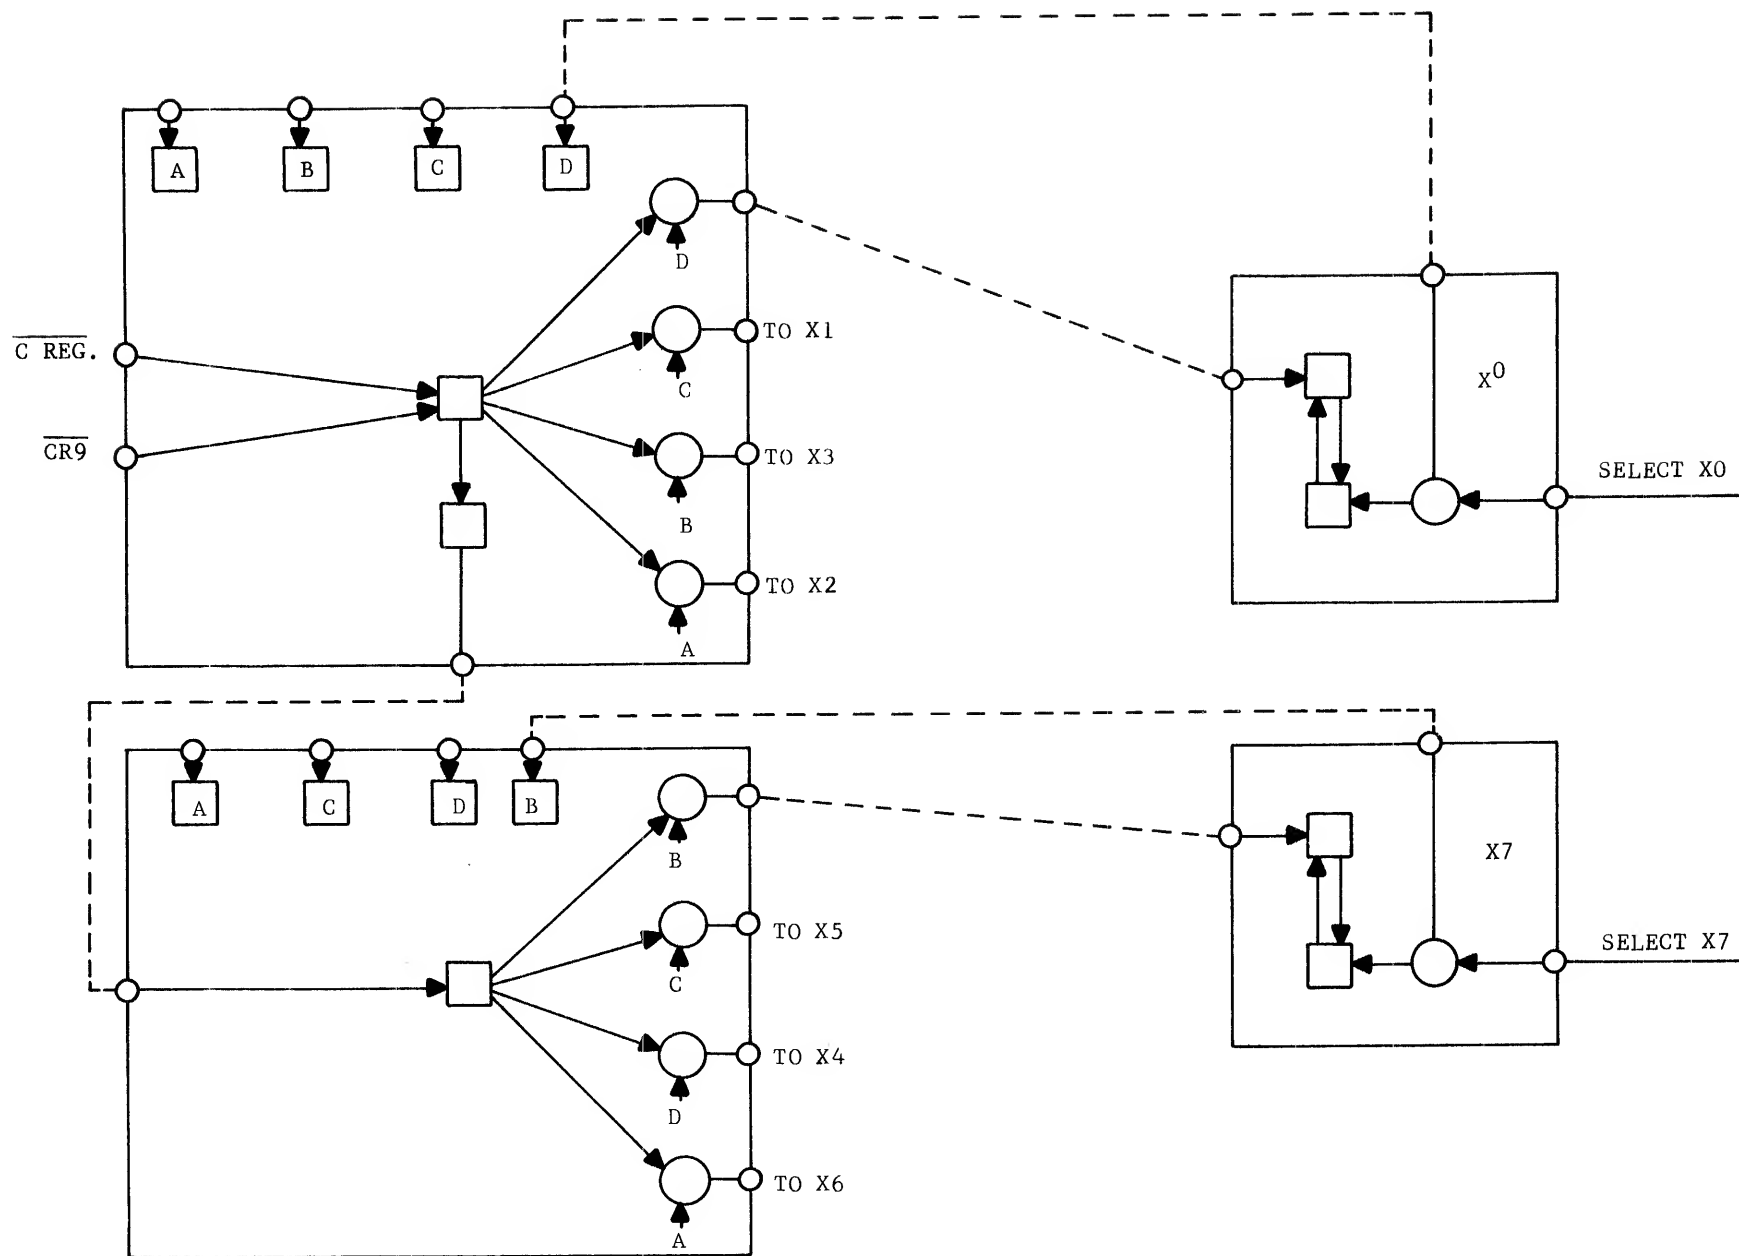 A B C D
D
C REG.
TO X1
C
X0
CR9
TO X3
SELECT X0
B
TO X2
A
A C D B
B
X7
TO X5
SELECT X7
C
TO X4
D
TO X6
A